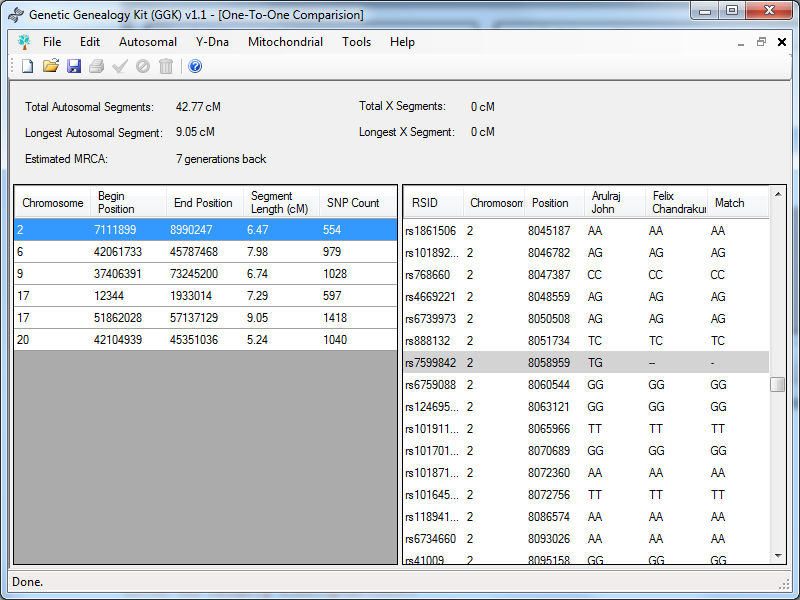 Genetic Genealogy Kit (GGK) v1.1 - [One-To-One Comparision]
File Edit Autosomal Y-Dna Mitochondrial Tools Help
Total Autosomal Segments: 42.77 cM Total X Segments: 0 cM
Longest Autosomal Segment: 9.05 cM Longest X Segment: 0 cM
Estimated MRCA: 7 generations back
Chromosome Begin Position End Position Segment Length (cM) SNP Count
2 7111899 8990247 6.47 554
6 42061733 45787468 7.98 979
9 37406391 73245200 6.74 1028
17 12344 1933014 7.29 597
17 51862028 57137129 9.05 1418
20 42104939 45351036 5.24 1040
RSID Chromosom Position Arulraj John Felix Chandrakur Match
rs1861506 2 8045187 AA AA AA
rs101892... 2 8046782 AG AG AG
rs768660 2 8047387 CC CC CC
rs4669221 2 8048559 AG AG AG
rs6739973 2 8050508 AG AG AG
rs888132 2 8051734 TC TC TC
rs7599842 2 8058959 TG -- -
rs6759088 2 8060544 GG GG GG
rs124695... 2 8063121 GG GG GG
rs101911... 2 8065966 TT TT TT
rs101701... 2 8070689 GG GG GG
rs101871... 2 8072360 AA AA AA
rs101645... 2 8072756 TT TT TT
rs118941... 2 8086574 AA AA AA
rs6734660 2 8093026 AA AA AA
rs41009 2 8095158 GG GG GG
Done.